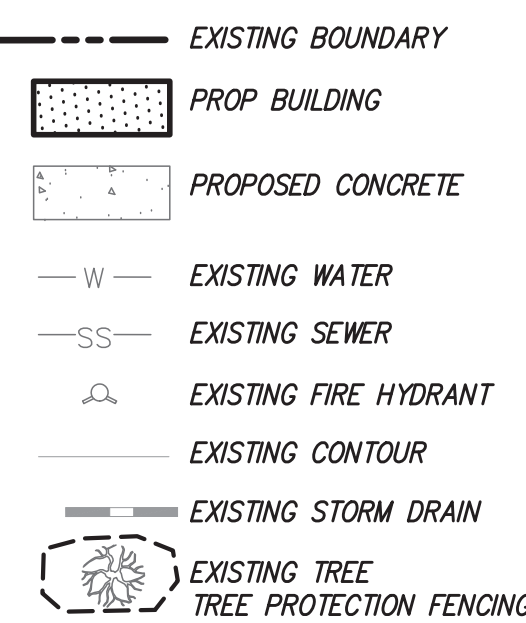 EXISTING BOUNDARY
PROP BUILDING
PROPOSED CONCRETE
W EXISTING WATER
SS EXISTING SEWER
EXISTING FIRE HYDRANT
EXISTING CONTOUR
EXISTING STORM DRAIN
EXISTING TREE
TREE PROTECTION FENCING